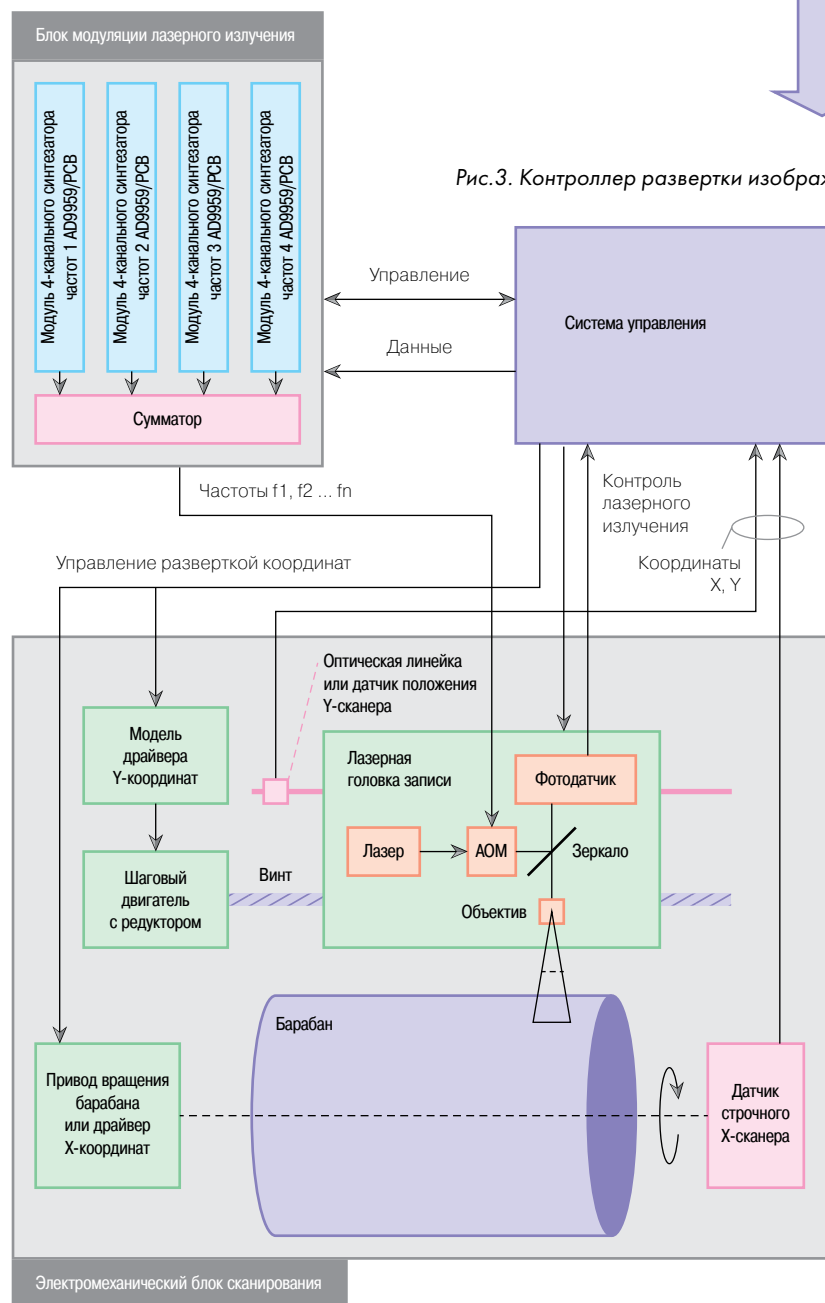 Блок модуляции лазерного излучения
Модуль 4-канального синтезатора
частот 1 AD9959/PCB
Модуль 4-канального синтезатора
частот 2 AD9959/PCB
Модуль 4-канального синтезатора
частот 3 AD9959/PCB
Модуль 4-канального синтезатора
частот 4 AD9959/PCB
Сумматор
Рис.3. Контроллер развертки изображ
Управление
Данные
Система управления
Частоты f1, f2 ... fn
Контроль
лазерного
излучения
Координаты
X, Y
Управление разверткой координат
Оптическая линейка
или датчик положения
Y-сканера
Модель
драйвера
Y-координат
Лазерная
головка записи
Фотодатчик
Лазер
АОМ
Зеркало
Шаговый
двигатель
с редуктором
Винт
Объектив
Барабан
Привод вращения
барабана
или драйвер
X-координат
Датчик
строчного
X-сканера
Электромеханический блок сканирования